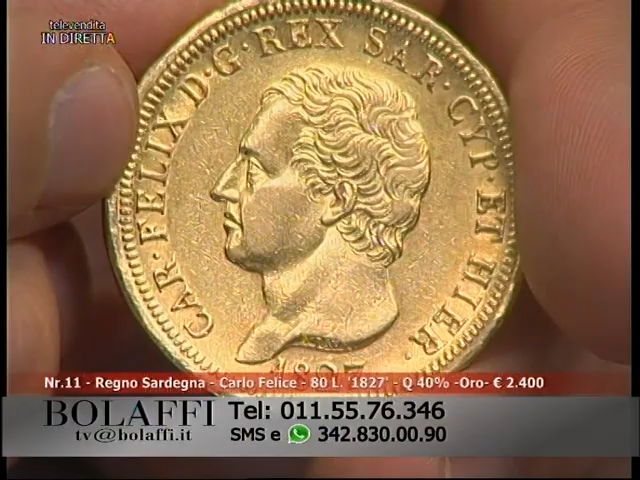 televendita
IN DIRETTA
CAR·FELIX D·G·REX SAR·CYP·ET HIER·
1827
Nr.11 - Regno Sardegna - Carlo Felice - 80 L. '1827' - Q 40% -Oro- € 2.400
BOLAFFI
tv@bolaffi.it
Tel: 011.55.76.346
SMS e 342.830.00.90